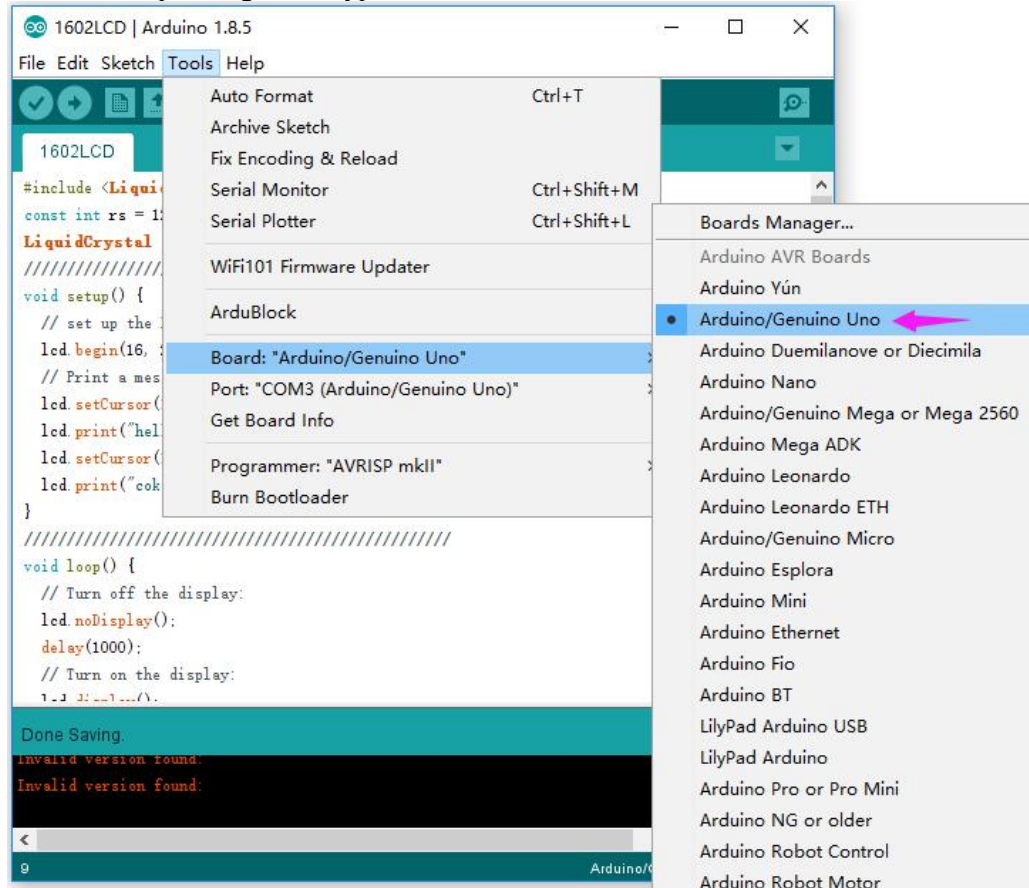 1602LCD | Arduino 1.8.5
File Edit Sketch Tools Help
1602LCD
#include <Liqui
const int rs = 12
LiquidCrystal
////////////////
void setup() {
// set up the
lcd.begin(16,
// Print a mes
lcd.setCursor(
lcd.print("hel
lcd.setCursor(
lcd.print("cok
}
//////////////////////////////////////////////////
void loop() {
// Turn off the display:
lcd.noDisplay();
delay(1000);
// Turn on the display:
lcd.display();
Done Saving.
Invalid version found:
Invalid version found:
9
Arduino/
Auto Format Ctrl+T
Archive Sketch
Fix Encoding & Reload
Serial Monitor Ctrl+Shift+M
Serial Plotter Ctrl+Shift+L
WiFi101 Firmware Updater
ArduBlock
Board: "Arduino/Genuino Uno"
Port: "COM3 (Arduino/Genuino Uno)"
Get Board Info
Programmer: "AVRISP mkII"
Burn Bootloader
Boards Manager...
Arduino AVR Boards
Arduino Yún
Arduino/Genuino Uno
Arduino Duemilanove or Diecimila
Arduino Nano
Arduino/Genuino Mega or Mega 2560
Arduino Mega ADK
Arduino Leonardo
Arduino Leonardo ETH
Arduino/Genuino Micro
Arduino Esplora
Arduino Mini
Arduino Ethernet
Arduino Fio
Arduino BT
LilyPad Arduino USB
LilyPad Arduino
Arduino Pro or Pro Mini
Arduino NG or older
Arduino Robot Control
Arduino Robot Motor